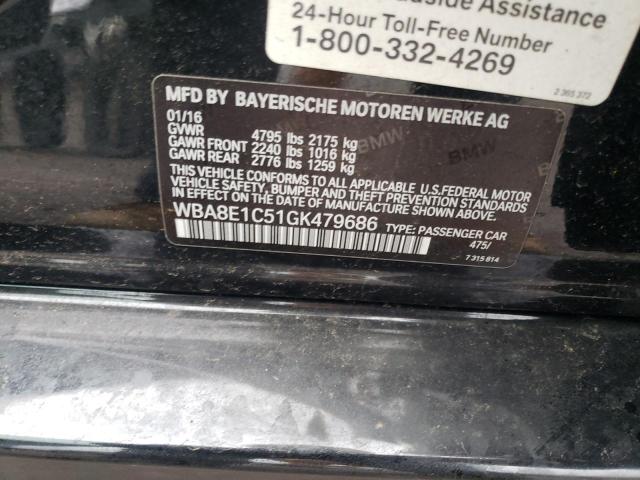 Assistance
24-Hour Toll-Free Number
1-800-332-4269
2 365 372
MFD BY BAYERISCHE MOTOREN WERKE AG
01/16
GVWR 4795 lbs 2175 kg
GAWR FRONT 2240 lbs 1016 kg
GAWR REAR 2776 lbs 1259 kg
THIS VEHICLE CONFORMS TO ALL APPLICABLE U.S. FEDERAL MOTOR
VEHICLE SAFETY, BUMPER AND THEFT PREVENTION STANDARDS
IN EFFECT ON THE DATE OF MANUFACTURE SHOWN ABOVE.
WBA8E1C51GK479686 TYPE: PASSENGER CAR
475/
7 315 814
BMW
BMW